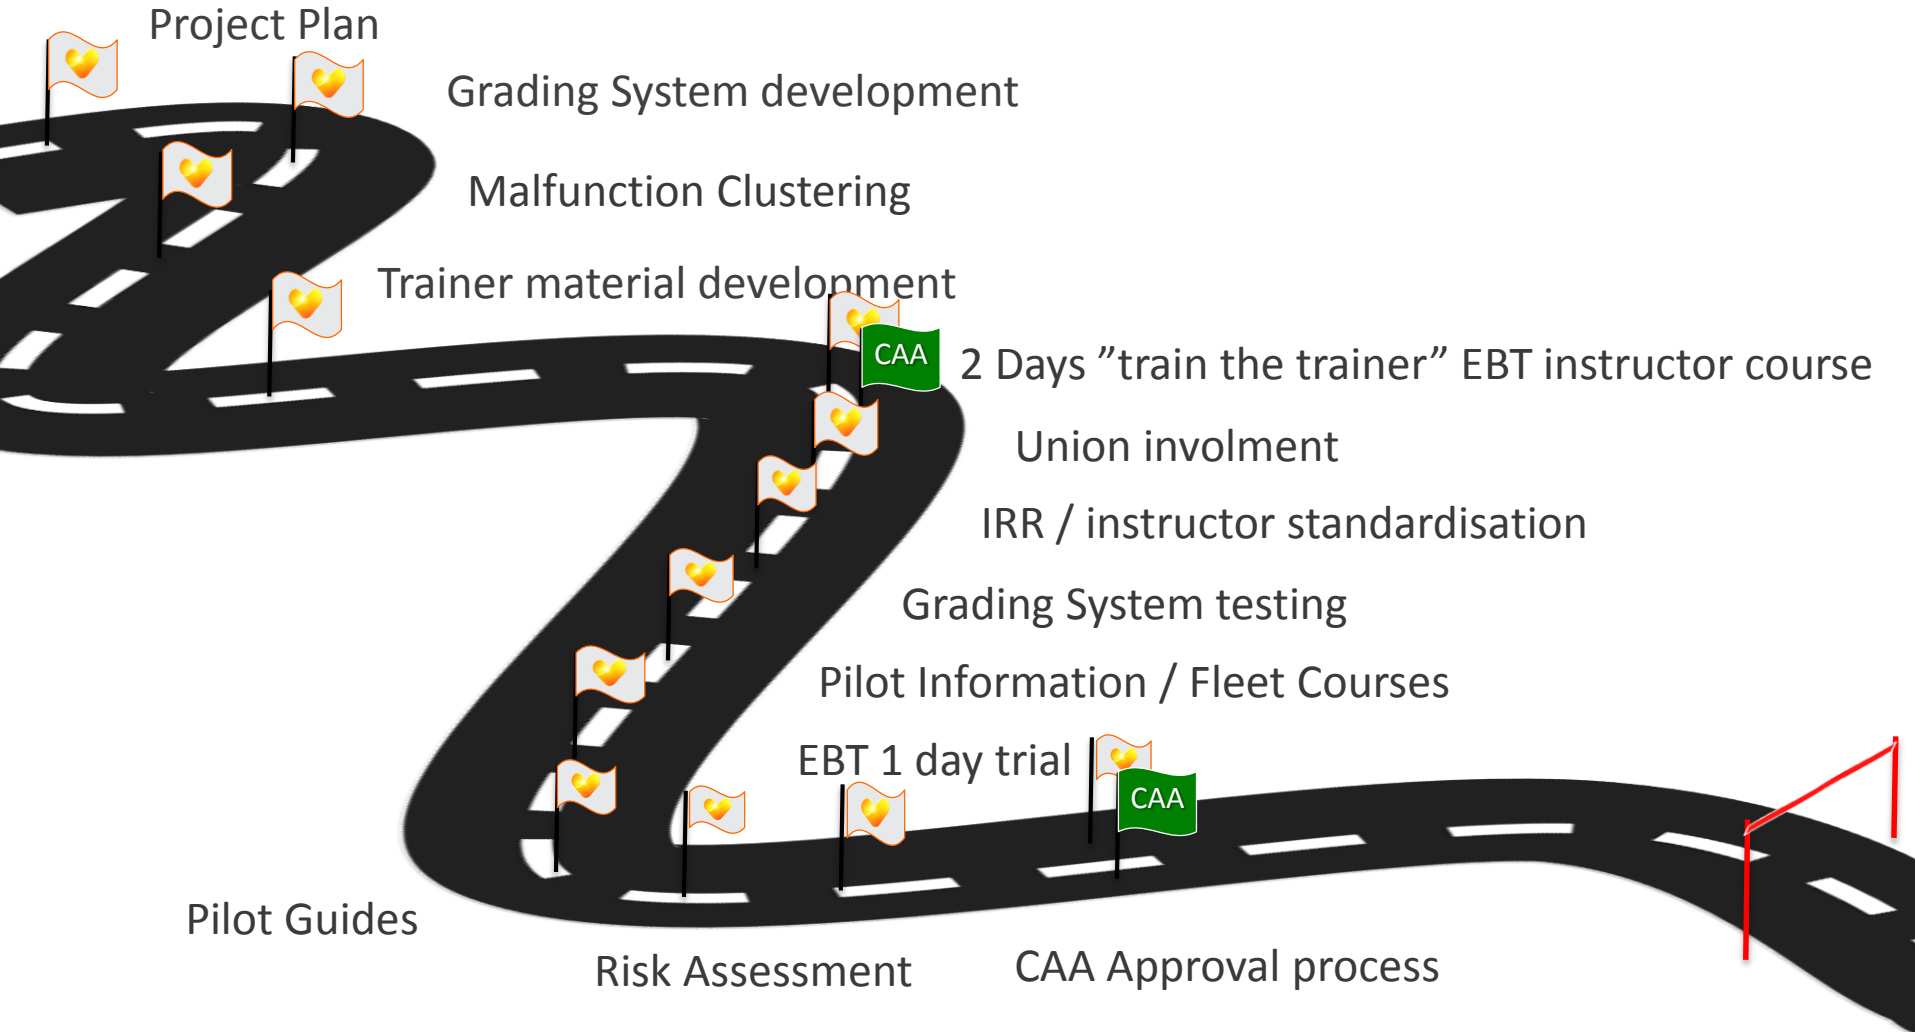 Project Plan
Grading System development
Malfunction Clustering
Trainer material development
CAA
2 Days ”train the trainer” EBT instructor course
Union involment
IRR / instructor standardisation
Grading System testing
Pilot Information / Fleet Courses
EBT 1 day trial
CAA
Pilot Guides
Risk Assessment
CAA Approval process